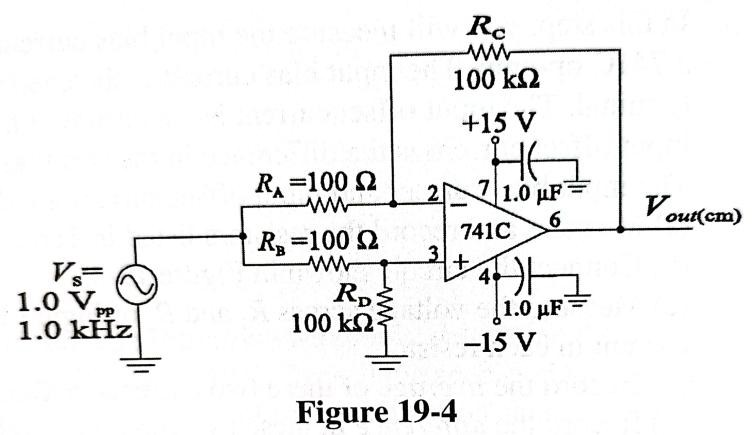 R_C
100 kΩ
+15 V
R_A =100 Ω
2
7
1.0 µF
R_B =100 Ω
741C
6
V_out(cm)
3
V_s=
1.0 V_pp
1.0 kHz
R_D
100 kΩ
4
1.0 µF
−15 V
Figure 19-4